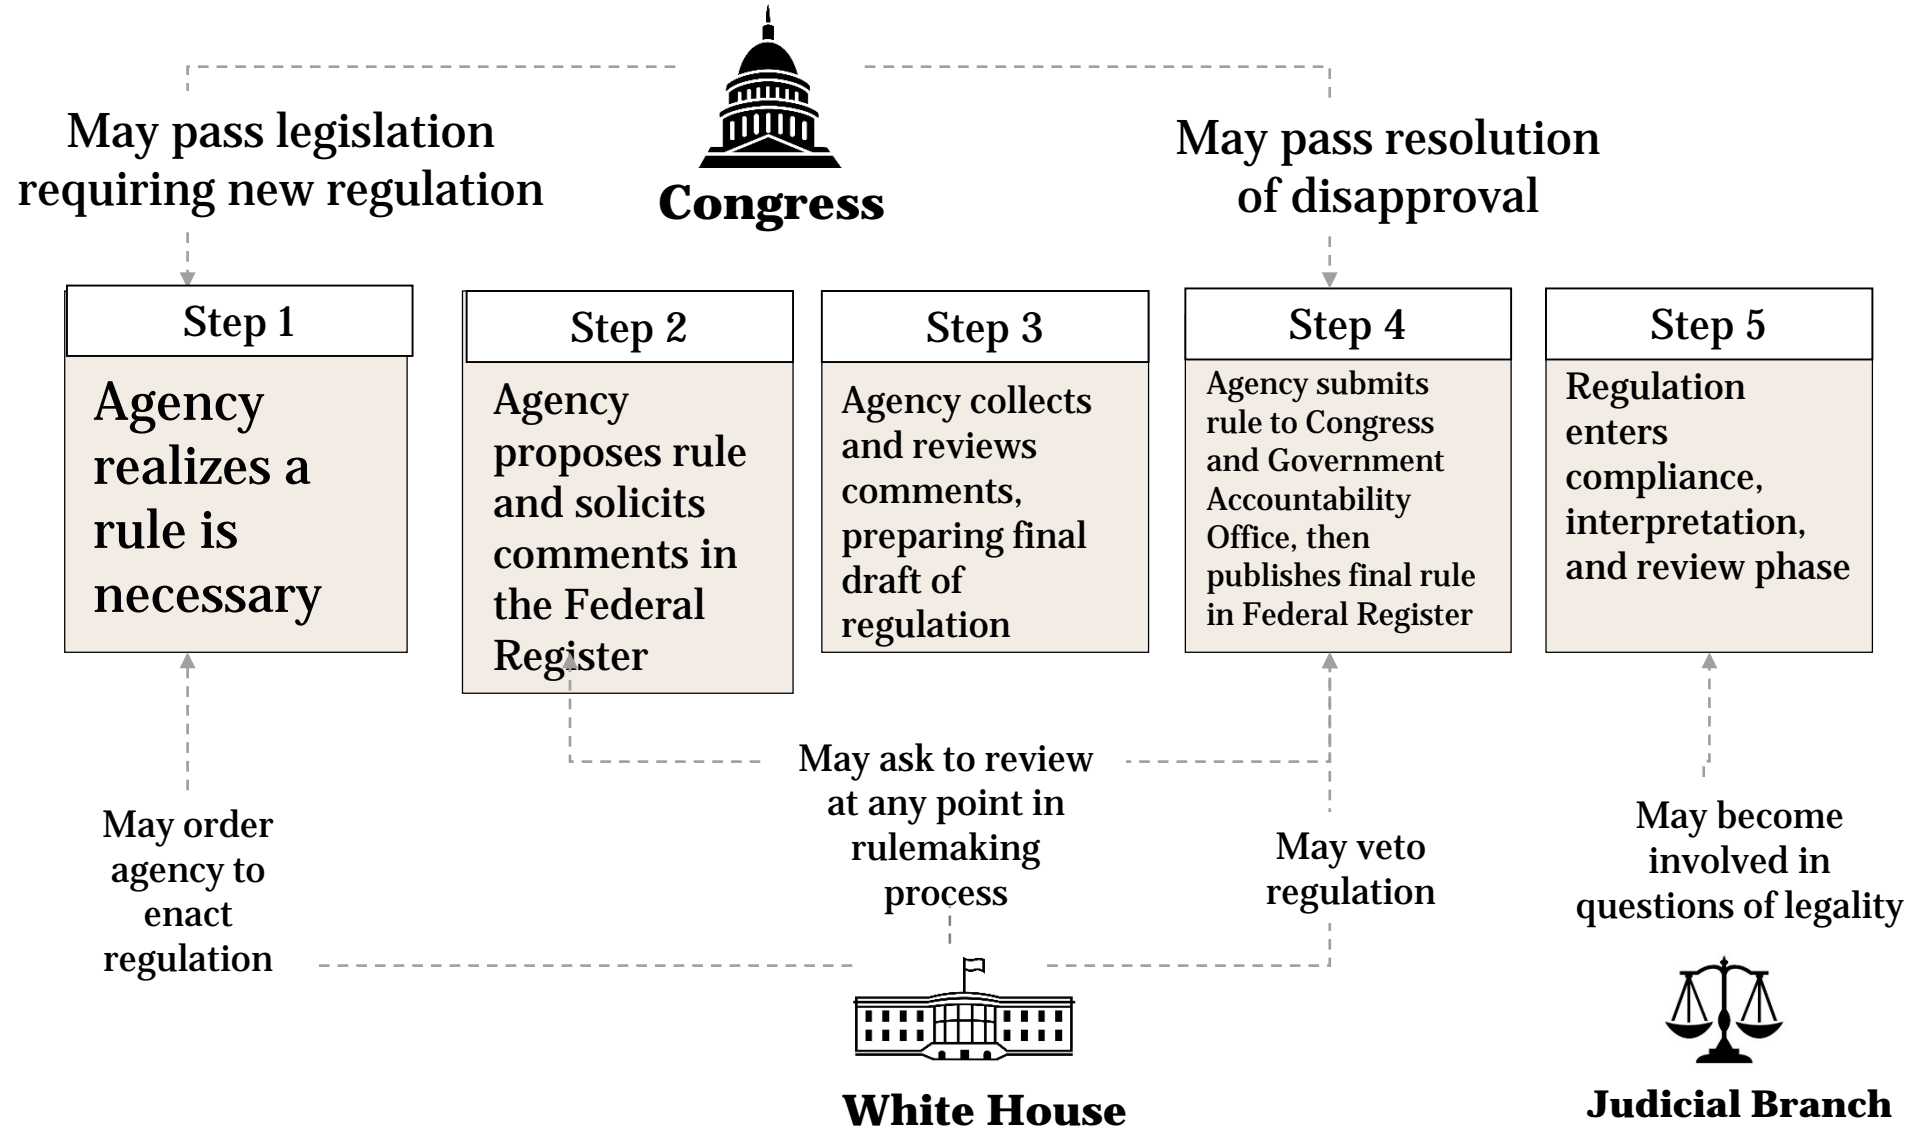 May pass legislation
requiring new regulation
Congress
May pass resolution
of disapproval
Step 1
Agency
realizes a
rule is
necessary
Step 2
Agency
proposes rule
and solicits
comments in
the Federal
Register
Step 3
Agency collects
and reviews
comments,
preparing final
draft of
regulation
Step 4
Agency submits
rule to Congress
and Government
Accountability
Office, then
publishes final rule
in Federal Register
Step 5
Regulation
enters
compliance,
interpretation,
and review phase
May order
agency to
enact
regulation
May ask to review
at any point in
rulemaking
process
May veto
regulation
May become
involved in
questions of legality
White House
Judicial Branch